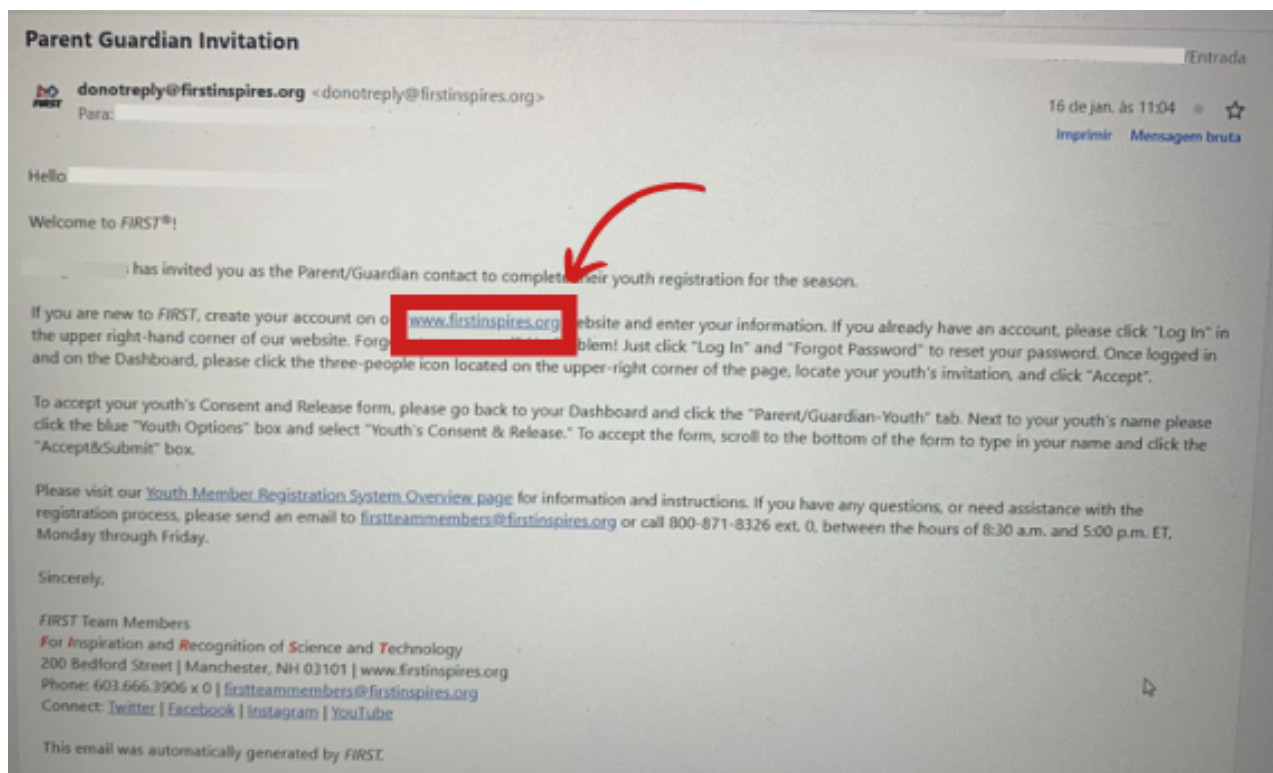 Parent Guardian Invitation
/Entrada
FIRST
donotreply@firstinspires.org <donotreply@firstinspires.org>
16 de jan. às 11:04
Para:
Imprimir Mensagem bruta
Hello
Welcome to FIRST®!
has invited you as the Parent/Guardian contact to complete their youth registration for the season.
If you are new to FIRST, create your account on o www.firstinspires.org ebsite and enter your information. If you already have an account, please click "Log In" in
the upper right-hand corner of our website. Forg blem! Just click "Log In" and "Forgot Password" to reset your password. Once logged in
and on the Dashboard, please click the three-people icon located on the upper-right corner of the page, locate your youth's invitation, and click "Accept".
To accept your youth's Consent and Release form, please go back to your Dashboard and click the "Parent/Guardian-Youth" tab. Next to your youth's name please
click the blue "Youth Options" box and select "Youth's Consent & Release." To accept the form, scroll to the bottom of the form to type in your name and click the
"Accept&Submit" box.
Please visit our Youth Member Registration System Overview page for information and instructions. If you have any questions, or need assistance with the
registration process, please send an email to firstteammembers@firstinspires.org or call 800-871-8326 ext. 0, between the hours of 8:30 a.m. and 5:00 p.m. ET,
Monday through Friday.
Sincerely,
FIRST Team Members
For Inspiration and Recognition of Science and Technology
200 Bedford Street | Manchester, NH 03101 | www.firstinspires.org
Phone: 603.666.3906 x 0 | firstteammembers@firstinspires.org
Connect: Twitter | Facebook | Instagram | YouTube
This email was automatically generated by FIRST.